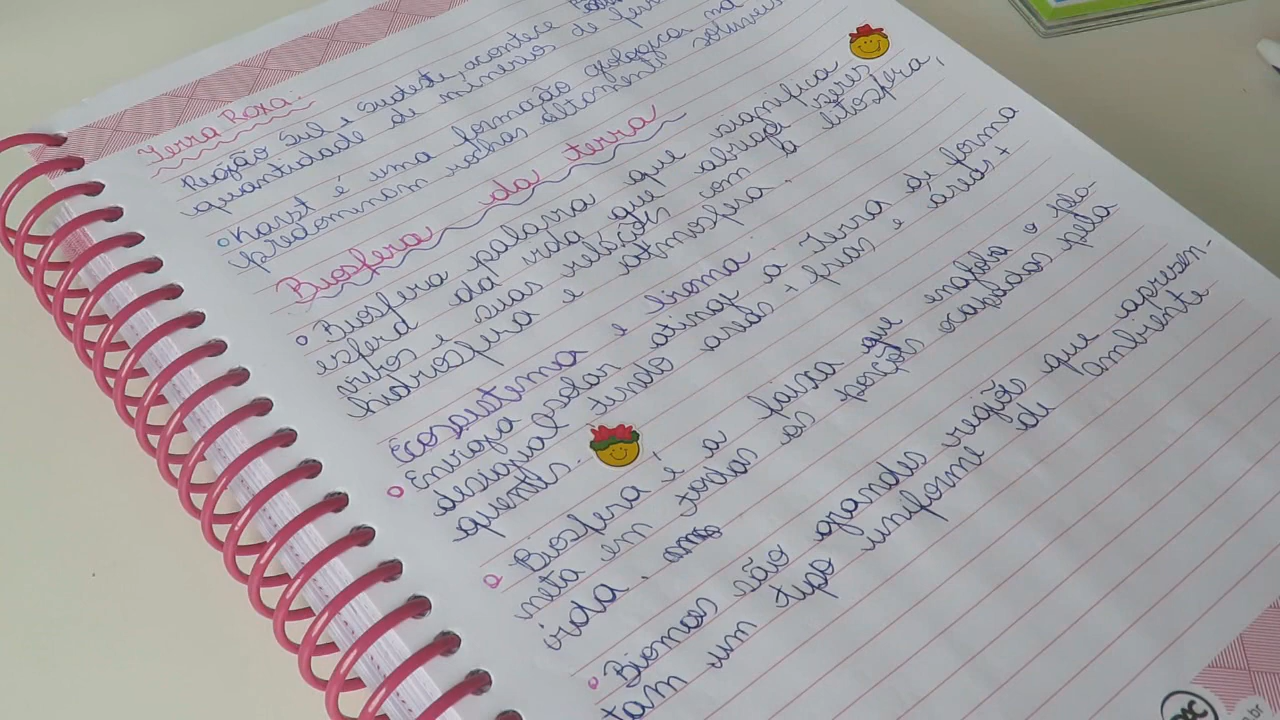 Terra Roxa:
Região Sul e Sudeste, acontece
quantidade de minérios de ferro
Karst é uma formação geológica na
predominam rochas altamente solúveis
Biosfera da terra
Biosfera palavra que significa
esfera da vida que abriga seres
vivos e suas relações com a litosfera,
hidrosfera e atmosfera.
Ecossistema e bioma
Energia solar atinge a Terra de forma
desigual, tendo áreas + frias e áreas +
quentes.
Biosfera é a faixa que engloba o pla-
neta em todas as porções ocupadas pela
vida.
Biomas são grandes regiões que apresen-
tam um tipo uniforme de ambiente